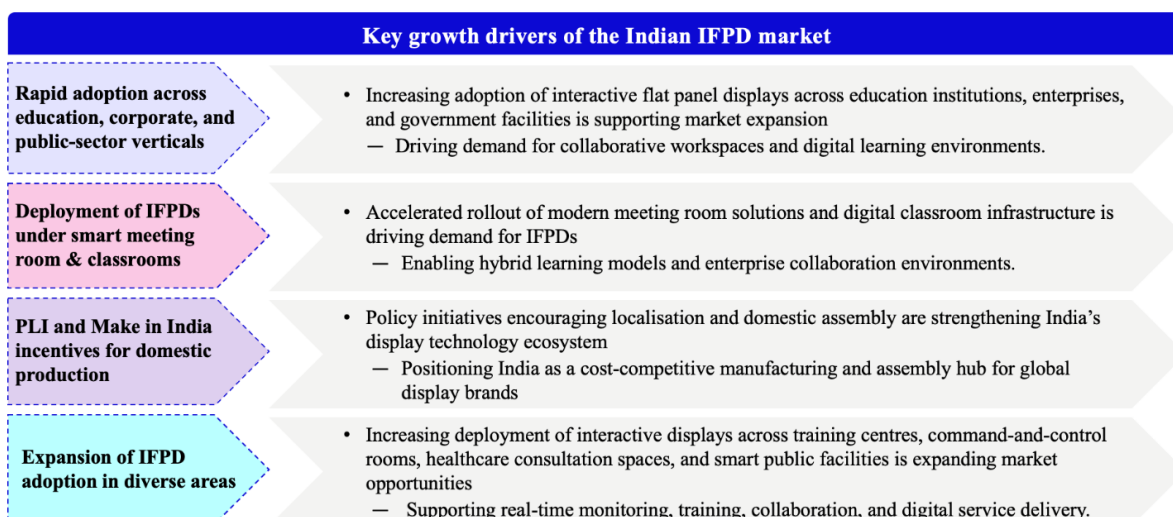 Key growth drivers of the Indian IFPD market
Rapid adoption across
education, corporate, and
public-sector verticals
• Increasing adoption of interactive flat panel displays across education institutions, enterprises,
and government facilities is supporting market expansion
— Driving demand for collaborative workspaces and digital learning environments.
Deployment of IFPDs
under smart meeting
room & classrooms
• Accelerated rollout of modern meeting room solutions and digital classroom infrastructure is
driving demand for IFPDs
— Enabling hybrid learning models and enterprise collaboration environments.
PLI and Make in India
incentives for domestic
production
• Policy initiatives encouraging localisation and domestic assembly are strengthening India’s
display technology ecosystem
— Positioning India as a cost-competitive manufacturing and assembly hub for global
display brands
Expansion of IFPD
adoption in diverse areas
• Increasing deployment of interactive displays across training centres, command-and-control
rooms, healthcare consultation spaces, and smart public facilities is expanding market
opportunities
— Supporting real-time monitoring, training, collaboration, and digital service delivery.